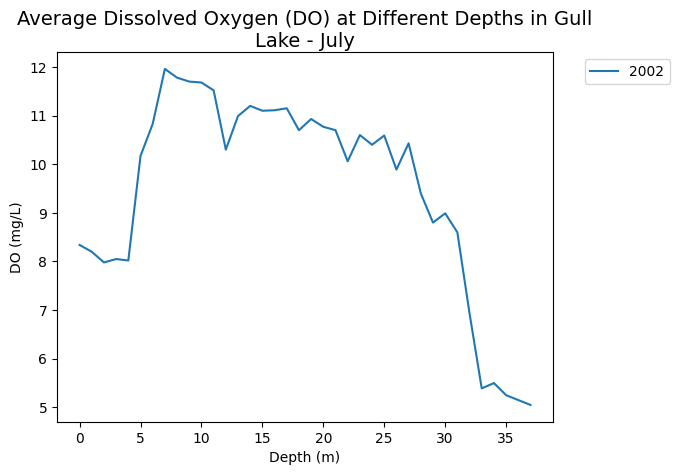 Average Dissolved Oxygen (DO) at Different Depths in Gull
Lake - July
2002
12
11
10
9
8
7
6
5
DO (mg/L)
0 5 10 15 20 25 30 35
Depth (m)